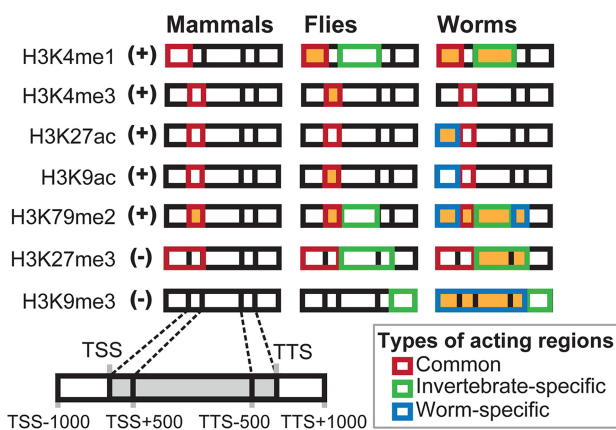 Mammals Flies Worms
H3K4me1 (+)
H3K4me3 (+)
H3K27ac (+)
H3K9ac (+)
H3K79me2 (+)
H3K27me3 (-)
H3K9me3 (-)
TSS TTS
TSS-1000 TSS+500 TTS-500 TTS+1000
Types of acting regions
Common
Invertebrate-specific
Worm-specific